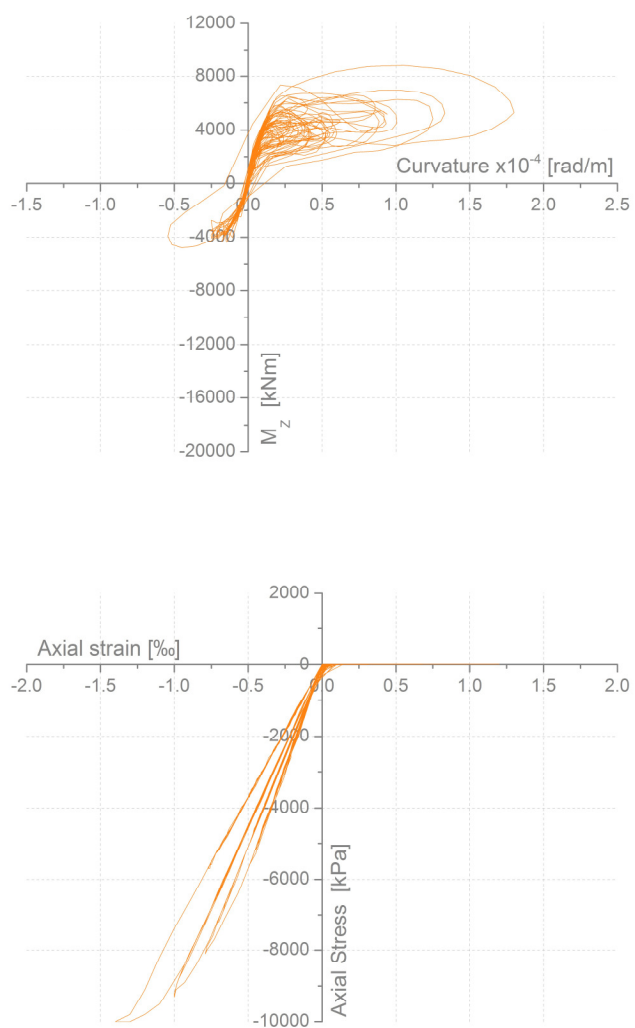 12000
8000
4000
Curvature x10⁻⁴ [rad/m]
0
-1.5 -1.0 -0.5 0.0 0.5 1.0 1.5 2.0 2.5
-4000
-8000
-12000
-16000
-20000
M_z [kNm]
2000
Axial strain [‰]
0
-2.0 -1.5 -1.0 -0.5 0.0 0.5 1.0 1.5 2.0
-2000
-4000
-6000
-8000
-10000
Axial Stress [kPa]